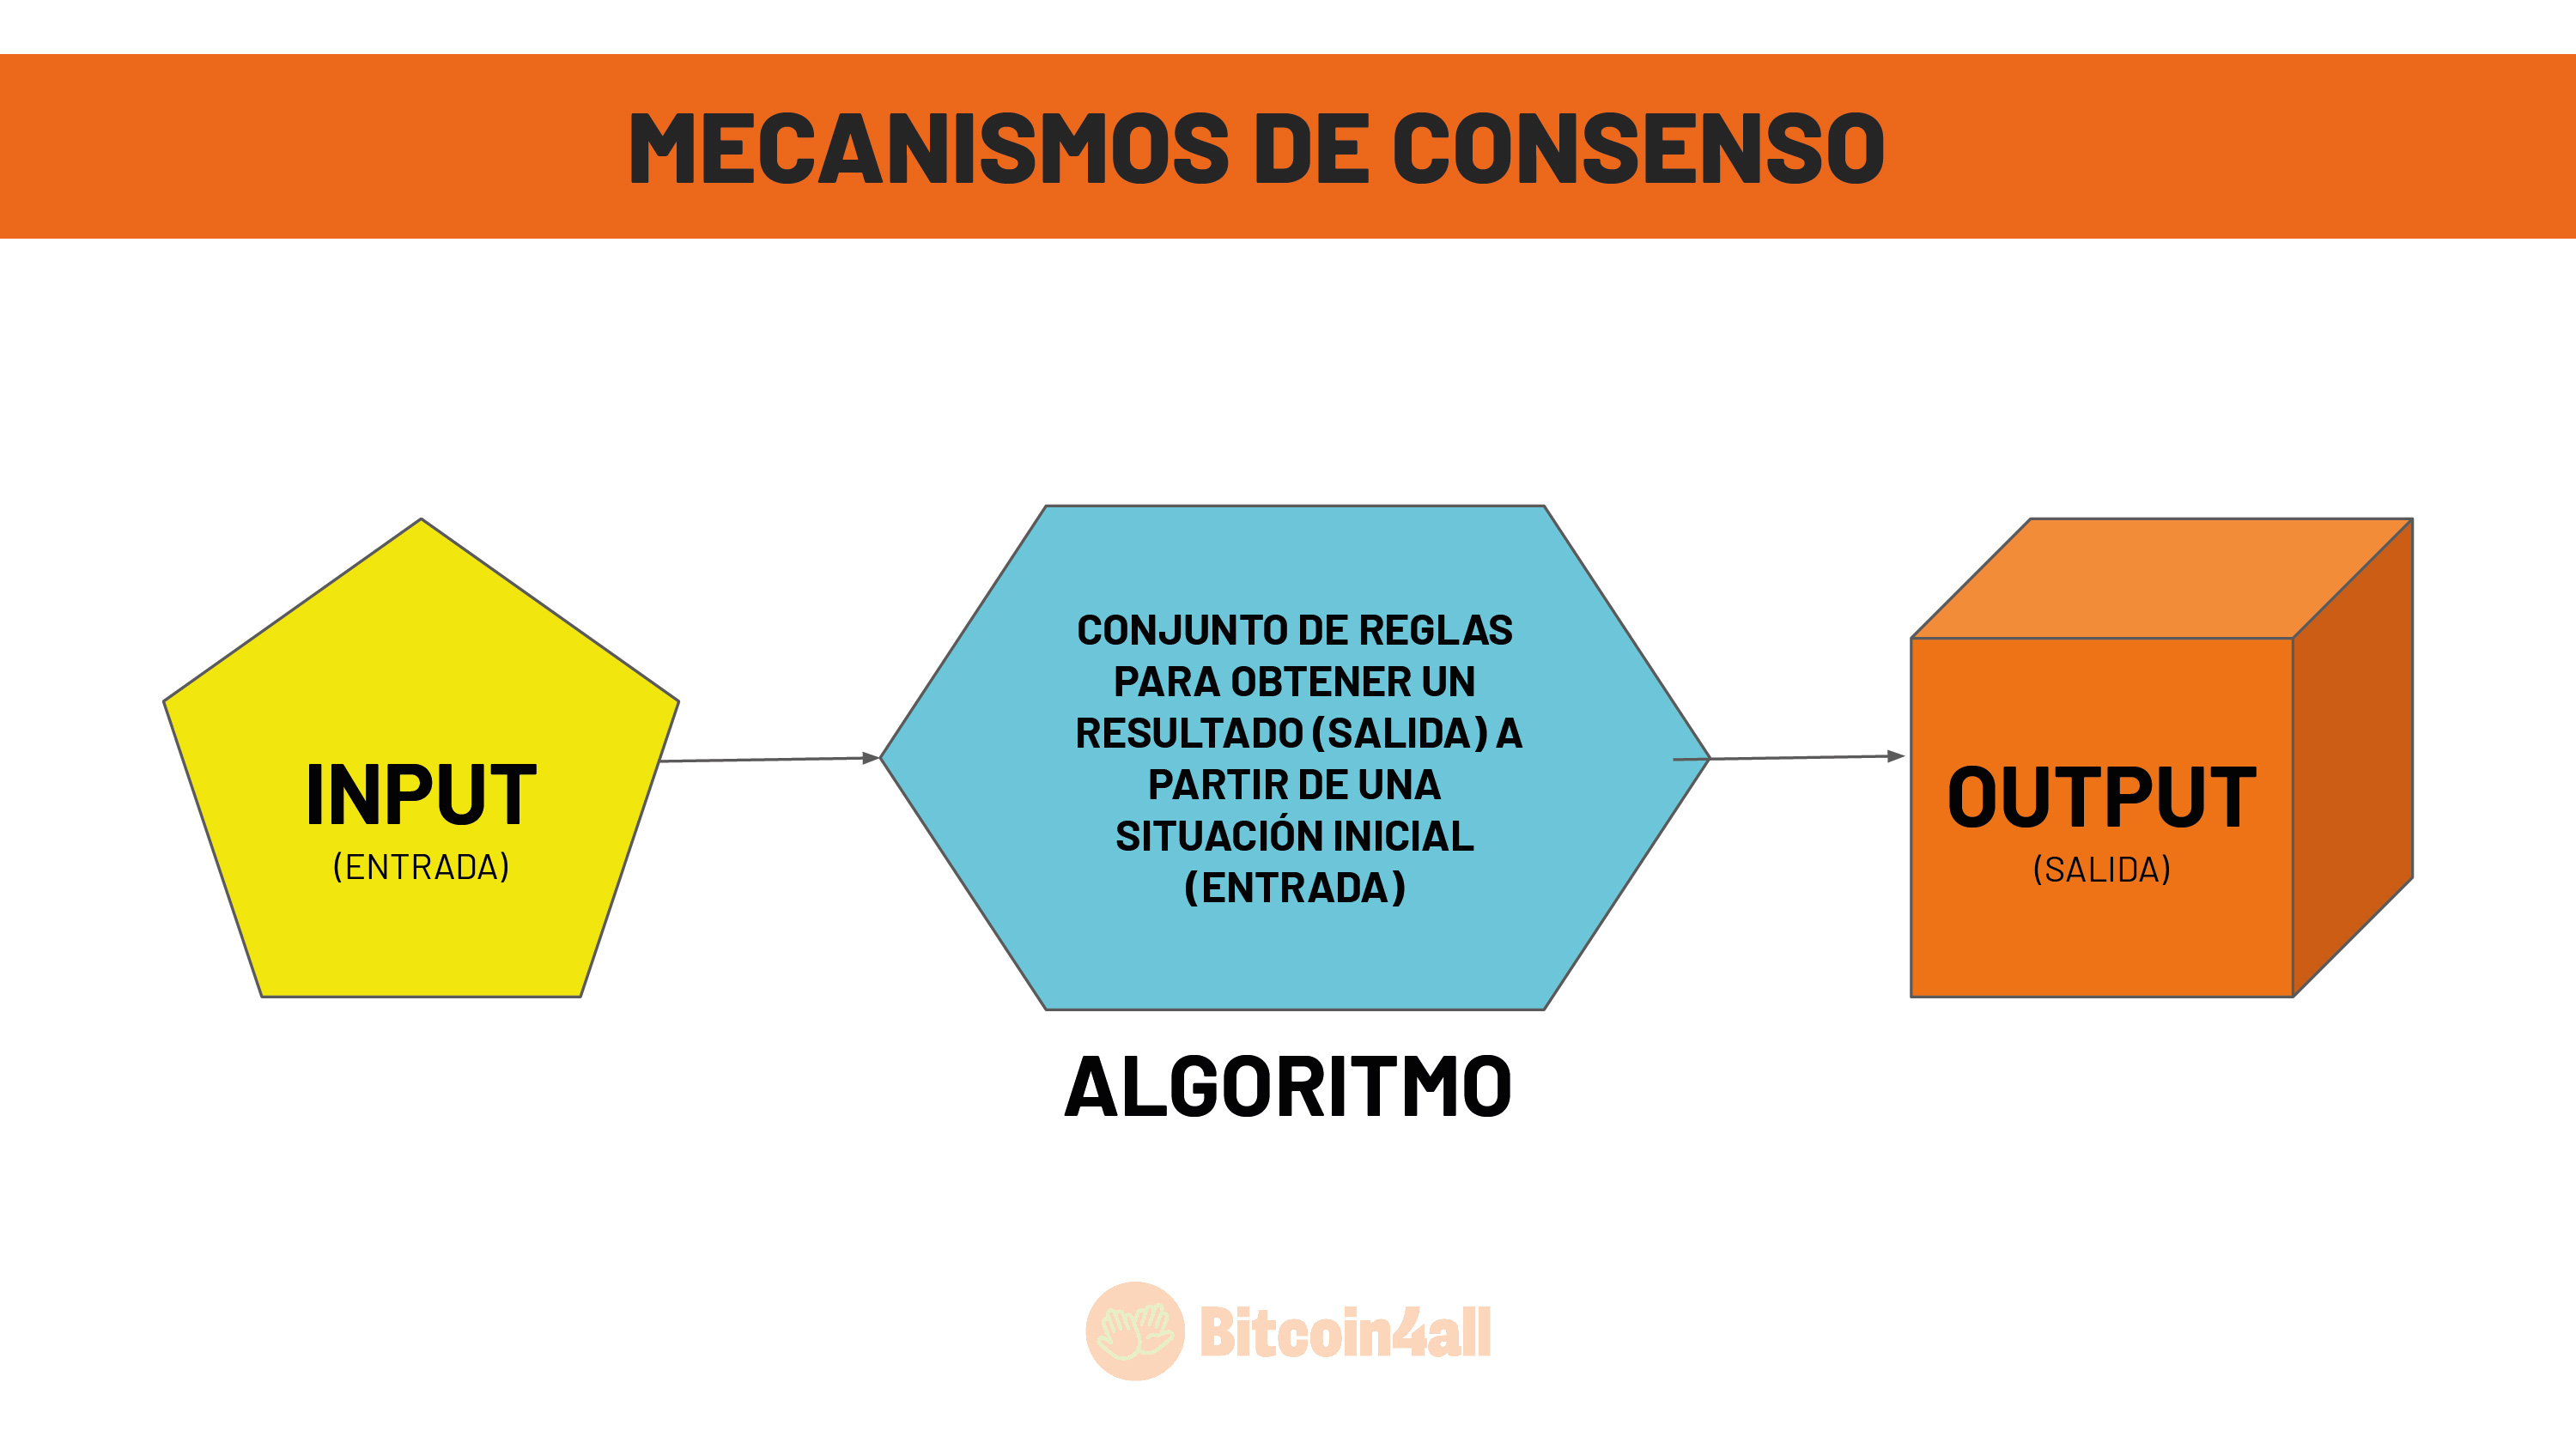 MECANISMOS DE CONSENSO
INPUT
(ENTRADA)
CONJUNTO DE REGLAS
PARA OBTENER UN
RESULTADO (SALIDA) A
PARTIR DE UNA
SITUACIÓN INICIAL
(ENTRADA)
ALGORITMO
OUTPUT
(SALIDA)
Bitcoin4all